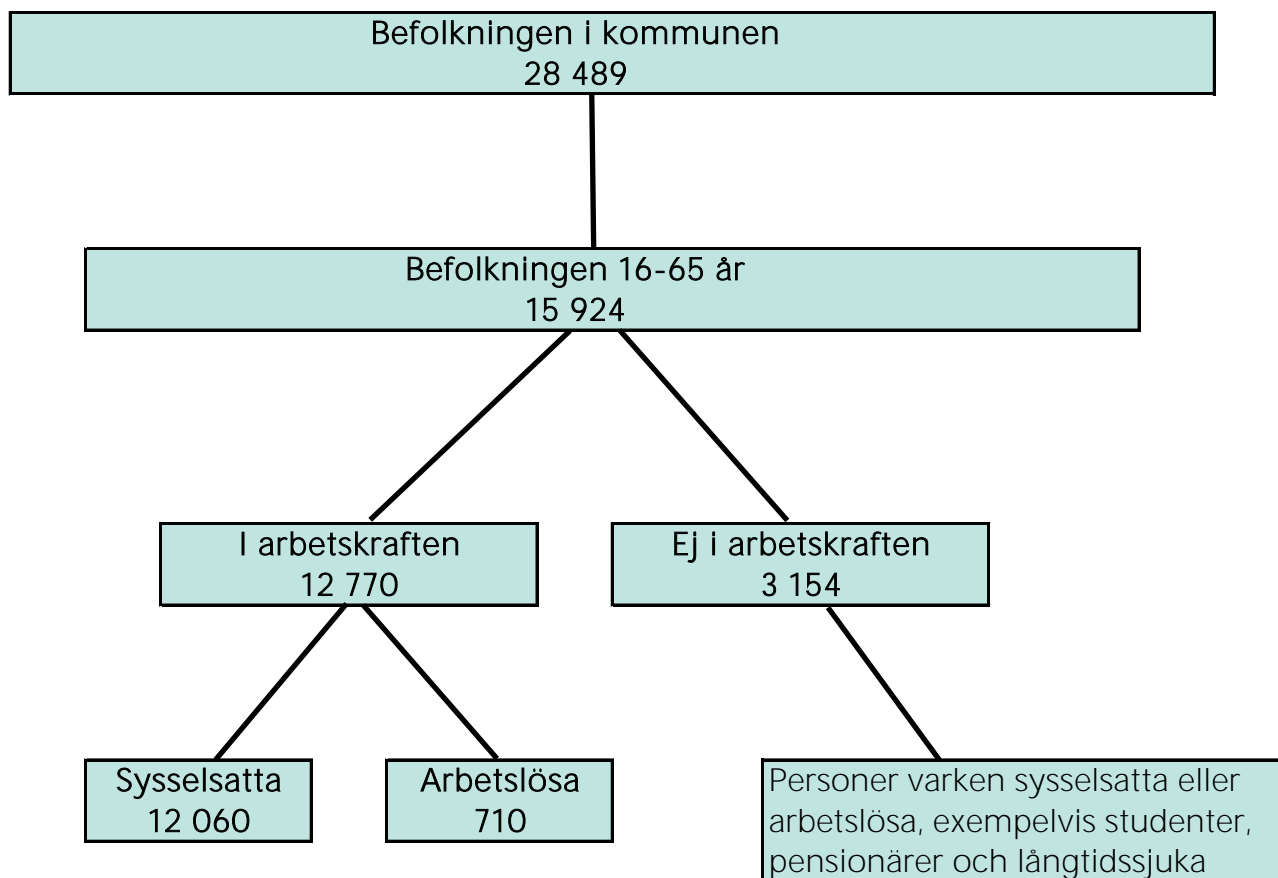 Befolkningen i kommunen
28 489
Befolkningen 16-65 år
15 924
I arbetskraften
12 770
Ej i arbetskraften
3 154
Sysselsatta
12 060
Arbetslösa
710
Personer varken sysselsatta eller
arbetslösa, exempelvis studenter,
pensionärer och långtidssjuka